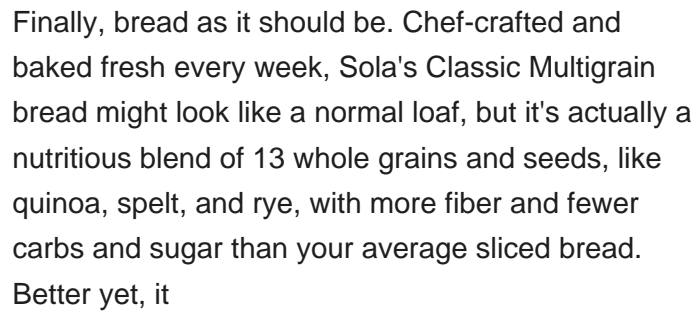 Finally, bread as it should be. Chef-crafted and
baked fresh every week, Sola's Classic Multigrain
bread might look like a normal loaf, but it's actually a
nutritious blend of 13 whole grains and seeds, like
quinoa, spelt, and rye, with more fiber and fewer
carbs and sugar than your average sliced bread.
Better yet, it